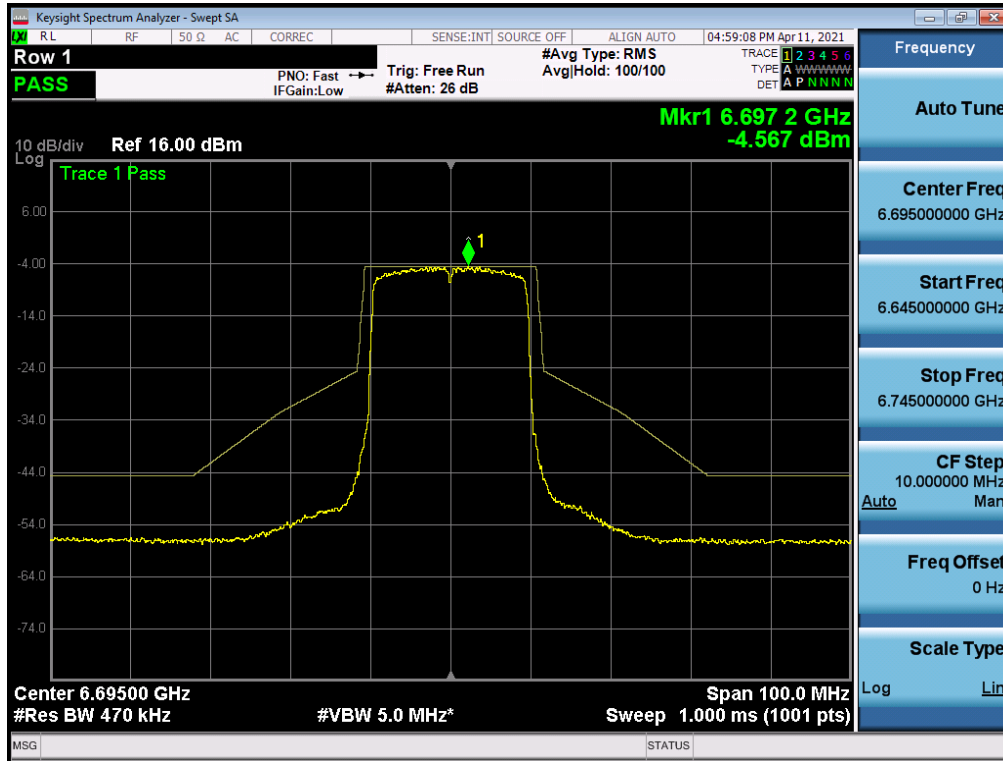 Keysight Spectrum Analyzer - Swept SA
LXI RL RF 50 Ω AC CORREC SENSE:INT SOURCE OFF ALIGN AUTO 04:59:08 PM Apr 11, 2021
Row 1
PASS
PNO: Fast
IFGain:Low
Trig: Free Run
#Atten: 26 dB
#Avg Type: RMS
Avg|Hold: 100/100
TRACE 1 2 3 4 5 6
TYPE A WWWWW
DET A P N N N N
Mkr1 6.697 2 GHz
-4.567 dBm
10 dB/div Ref 16.00 dBm
Log
Trace 1 Pass
1
6.00
-4.00
-14.0
-24.0
-34.0
-44.0
-54.0
-64.0
-74.0
Center 6.69500 GHz Span 100.0 MHz
#Res BW 470 kHz #VBW 5.0 MHz* Sweep 1.000 ms (1001 pts)
MSG STATUS
Frequency
Auto Tune
Center Freq
6.695000000 GHz
Start Freq
6.645000000 GHz
Stop Freq
6.745000000 GHz
CF Step
10.000000 MHz
Auto Man
Freq Offset
0 Hz
Scale Type
Log Lin